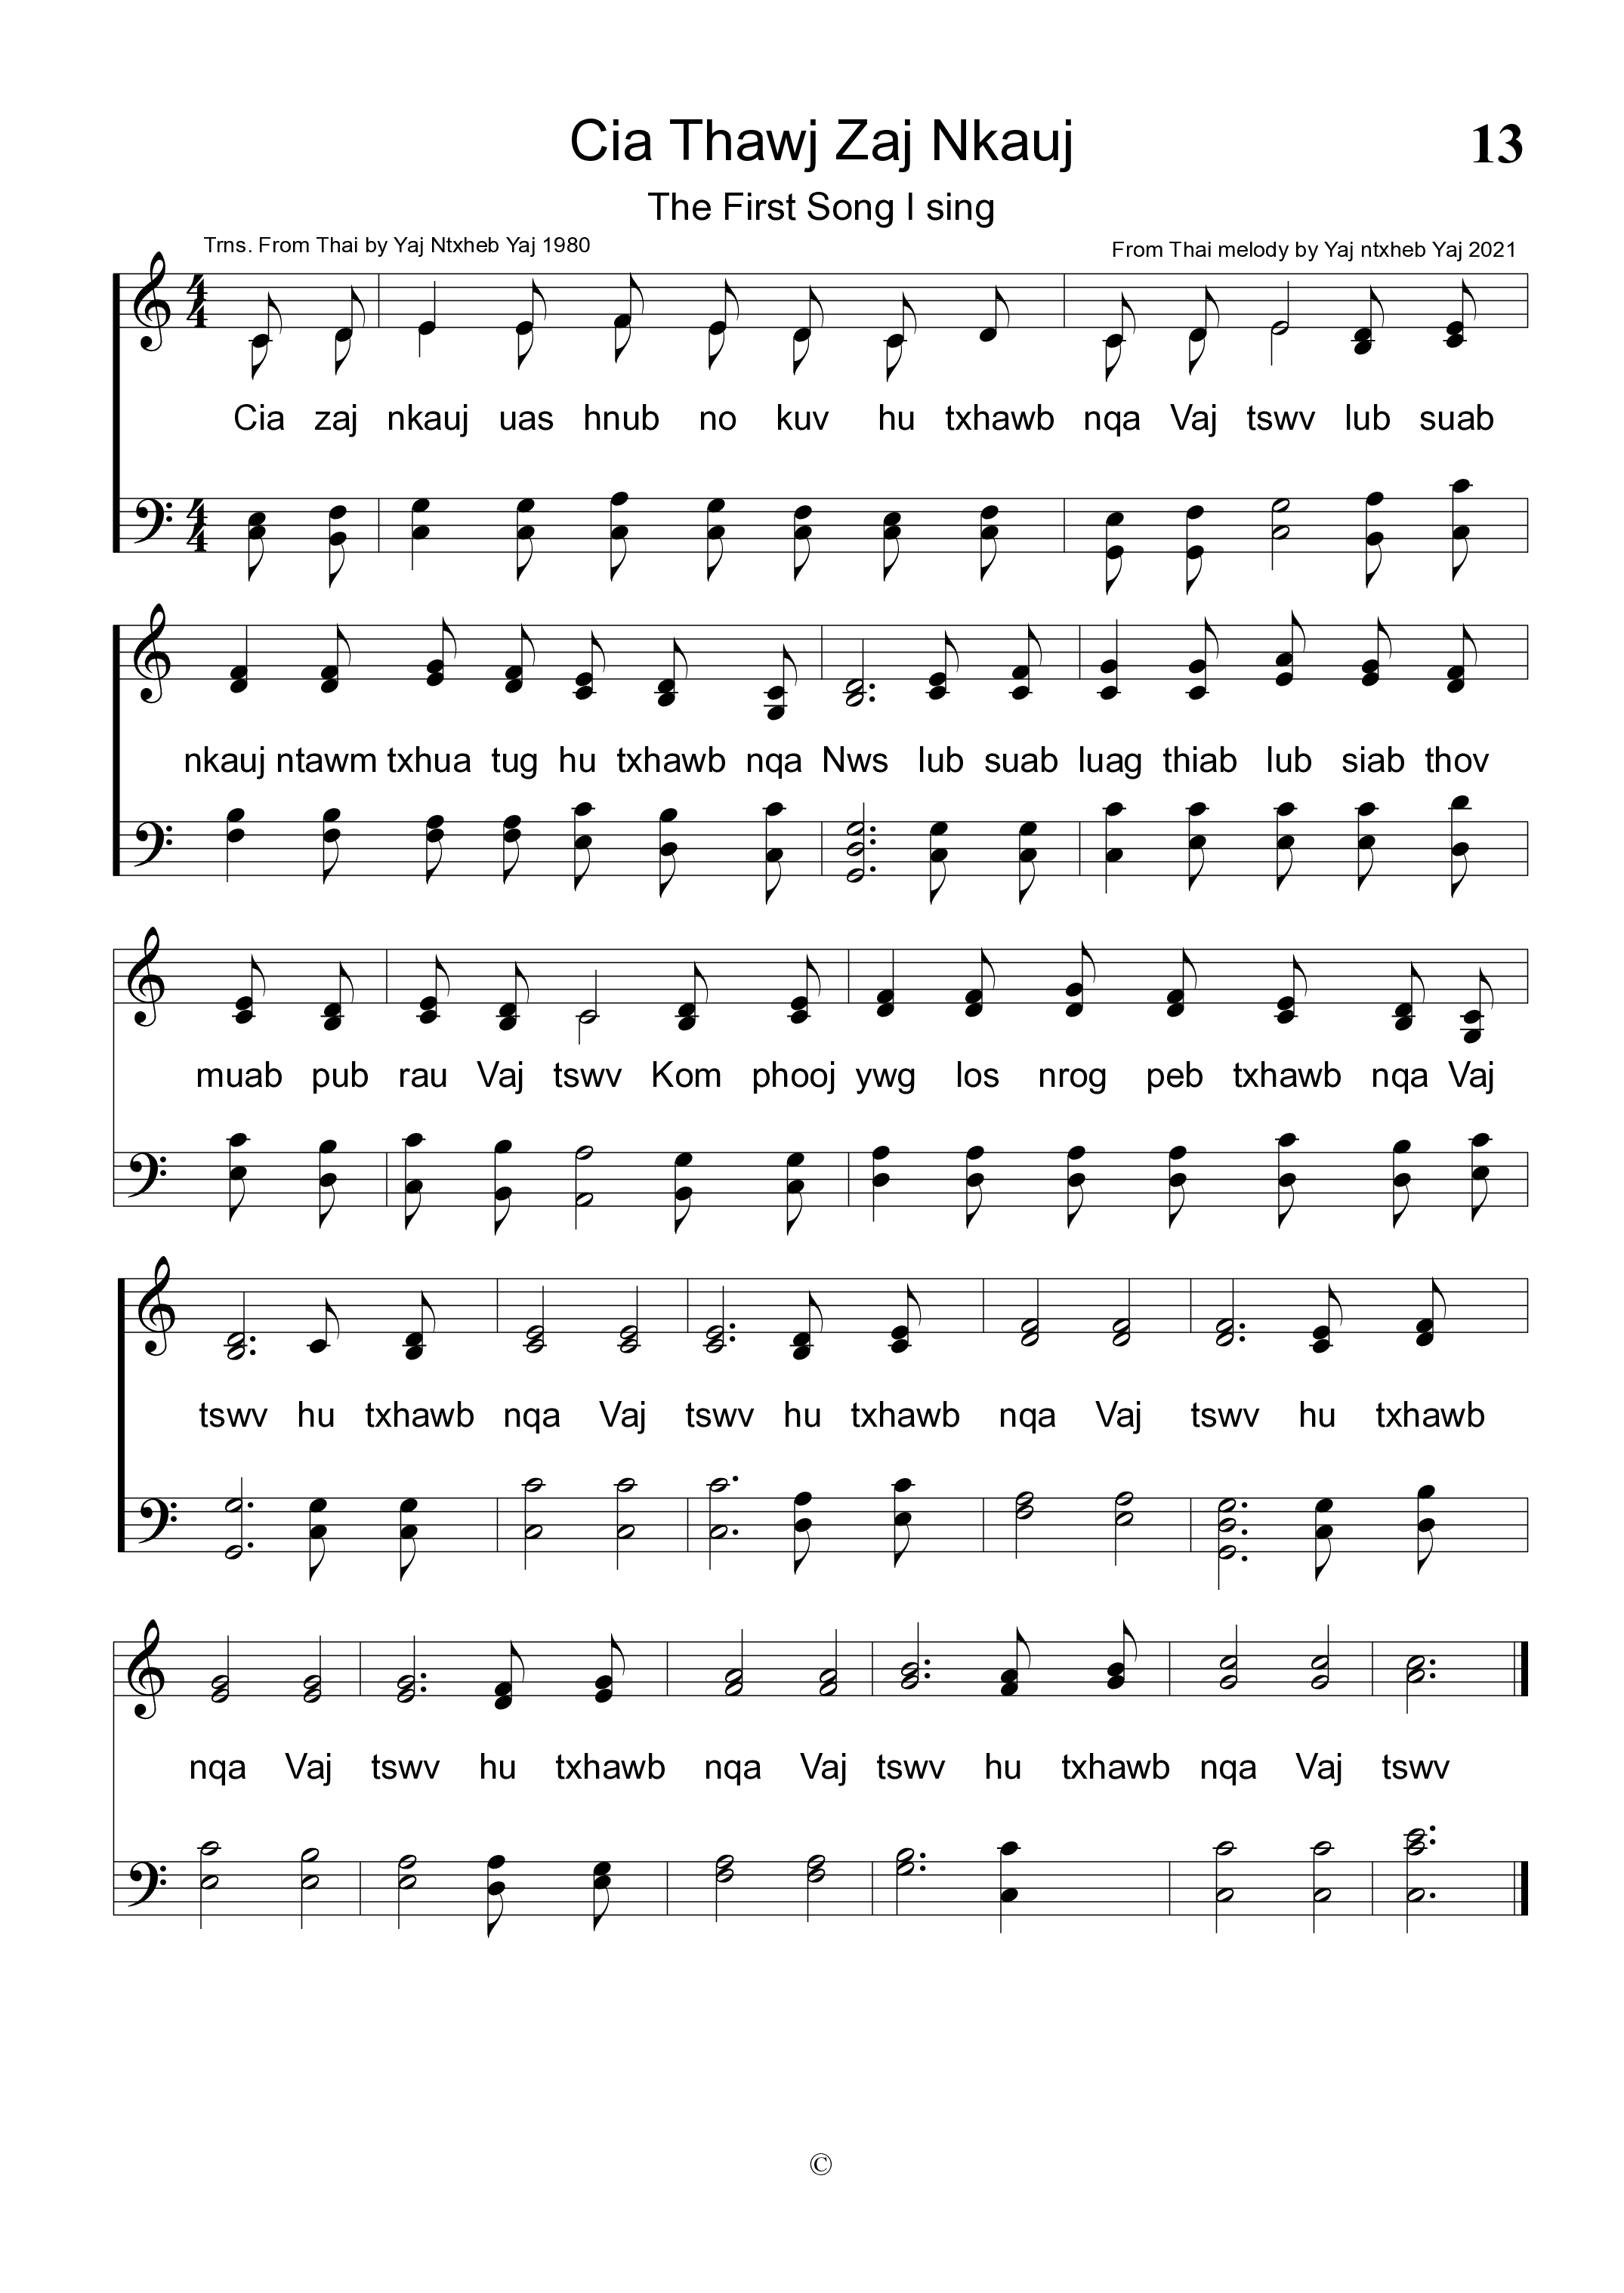 Cia Thawj Zaj Nkauj
13
The First Song I sing
Trns. From Thai by Yaj Ntxheb Yaj 1980
From Thai melody by Yaj ntxheb Yaj 2021
Cia zaj nkauj uas hnub no kuv hu txhawb nqa Vaj tswv lub suab
nkauj ntawm txhua tug hu txhawb nqa Nws lub suab luag thiab lub siab thov
muab pub rau Vaj tswv Kom phooj ywg los nrog peb txhawb nqa Vaj
tswv hu txhawb nqa Vaj tswv hu txhawb nqa Vaj tswv hu txhawb
nqa Vaj tswv hu txhawb nqa Vaj tswv hu txhawb nqa Vaj tswv
©